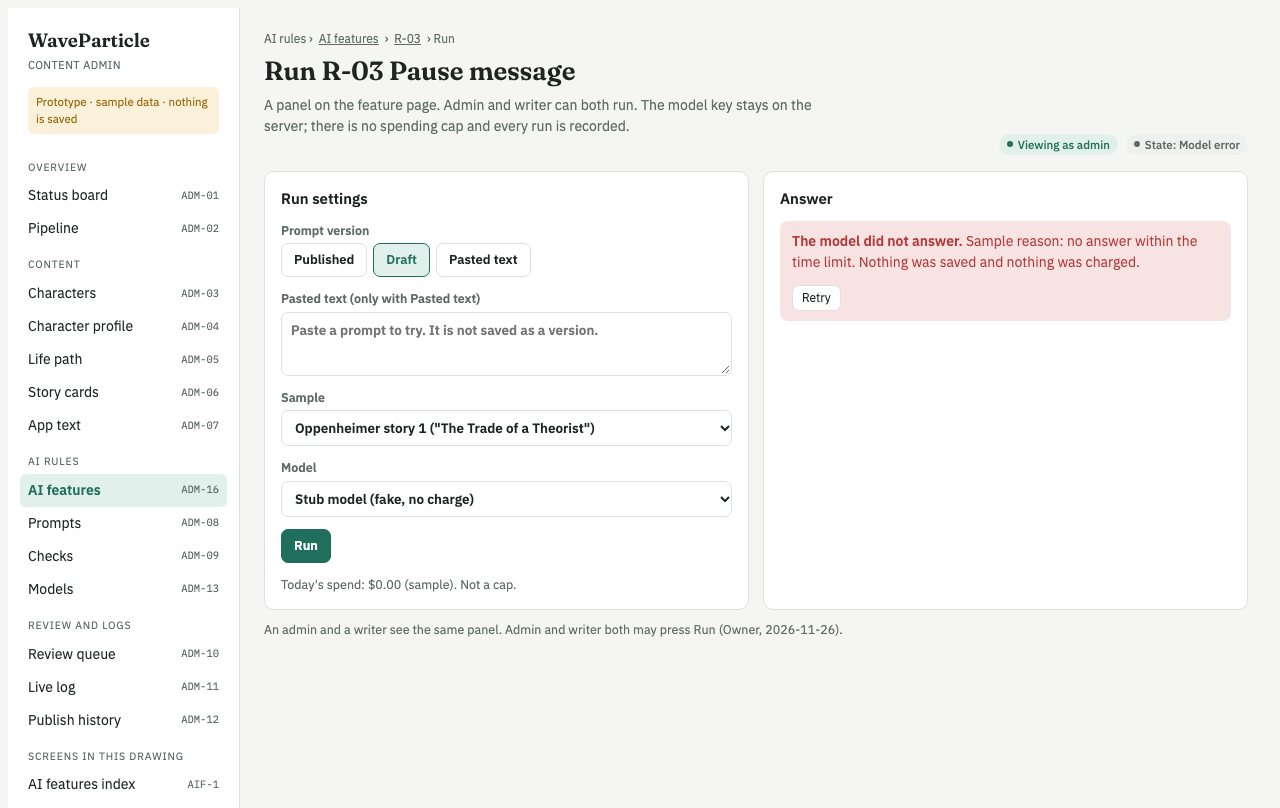 WaveParticle
CONTENT ADMIN
Prototype · sample data · nothing
is saved
OVERVIEW
Status board ADM-01
Pipeline ADM-02
CONTENT
Characters ADM-03
Character profile ADM-04
Life path ADM-05
Story cards ADM-06
App text ADM-07
AI RULES
AI features ADM-16
Prompts ADM-08
Checks ADM-09
Models ADM-13
REVIEW AND LOGS
Review queue ADM-10
Live log ADM-11
Publish history ADM-12
SCREENS IN THIS DRAWING
AI features index AIF-1
AI rules › AI features › R-03 › Run
Run R-03 Pause message
A panel on the feature page. Admin and writer can both run. The model key stays on the
server; there is no spending cap and every run is recorded.
Viewing as admin State: Model error
Run settings
Prompt version
Published Draft Pasted text
Pasted text (only with Pasted text)
Paste a prompt to try. It is not saved as a version.
Sample
Oppenheimer story 1 ("The Trade of a Theorist")
Model
Stub model (fake, no charge)
Run
Today's spend: $0.00 (sample). Not a cap.
Answer
The model did not answer. Sample reason: no answer within the
time limit. Nothing was saved and nothing was charged.
Retry
An admin and a writer see the same panel. Admin and writer both may press Run (Owner, 2026-11-26).